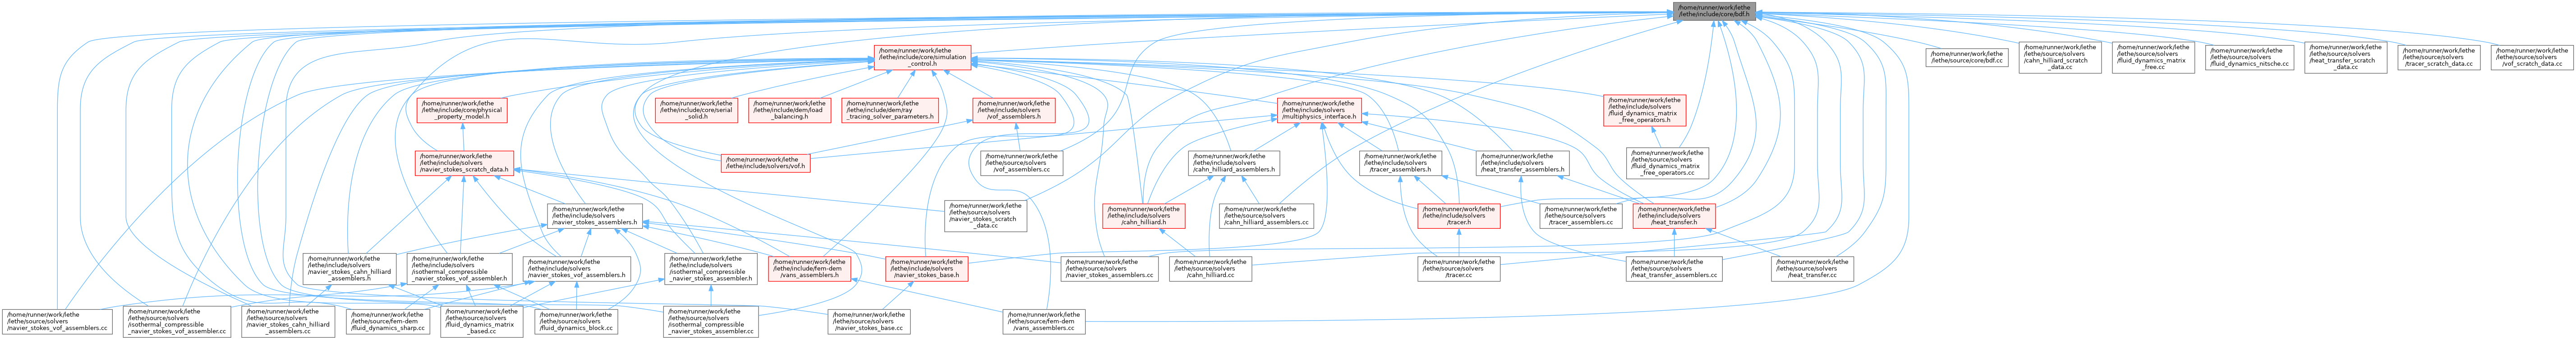 /home/runner/work/lethe
/lethe/include/core/bdf.h
/home/runner/work/lethe
/lethe/include/core/simulation
_control.h
/home/runner/work/lethe
/lethe/source/core/bdf.cc
/home/runner/work/lethe
/lethe/source/solvers
/cahn_hilliard_scratch
_data.cc
/home/runner/work/lethe
/lethe/source/solvers
/fluid_dynamics_matrix
_free.cc
/home/runner/work/lethe
/lethe/source/solvers
/fluid_dynamics_nitsche.cc
/home/runner/work/lethe
/lethe/source/solvers
/heat_transfer_scratch
_data.cc
/home/runner/work/lethe
/lethe/source/solvers
/tracer_scratch_data.cc
/home/runner/work/lethe
/lethe/source/solvers
/vof_scratch_data.cc
/home/runner/work/lethe
/lethe/include/core/physical
_property_model.h
/home/runner/work/lethe
/lethe/include/core/serial
_solid.h
/home/runner/work/lethe
/lethe/include/dem/load
_balancing.h
/home/runner/work/lethe
/lethe/include/dem/ray
_tracing_solver_parameters.h
/home/runner/work/lethe
/lethe/include/solvers
/vof_assemblers.h
/home/runner/work/lethe
/lethe/include/solvers
/multiphysics_interface.h
/home/runner/work/lethe
/lethe/include/solvers
/fluid_dynamics_matrix
_free_operators.h
/home/runner/work/lethe
/lethe/include/solvers
/navier_stokes_scratch_data.h
/home/runner/work/lethe
/lethe/include/solvers/vof.h
/home/runner/work/lethe
/lethe/source/solvers
/vof_assemblers.cc
/home/runner/work/lethe
/lethe/include/solvers
/cahn_hilliard_assemblers.h
/home/runner/work/lethe
/lethe/include/solvers
/tracer_assemblers.h
/home/runner/work/lethe
/lethe/include/solvers
/heat_transfer_assemblers.h
/home/runner/work/lethe
/lethe/source/solvers
/fluid_dynamics_matrix
_free_operators.cc
/home/runner/work/lethe
/lethe/include/solvers
/navier_stokes_assemblers.h
/home/runner/work/lethe
/lethe/source/solvers
/navier_stokes_scratch
_data.cc
/home/runner/work/lethe
/lethe/include/solvers
/cahn_hilliard.h
/home/runner/work/lethe
/lethe/source/solvers
/cahn_hilliard_assemblers.cc
/home/runner/work/lethe
/lethe/include/solvers
/tracer.h
/home/runner/work/lethe
/lethe/source/solvers
/tracer_assemblers.cc
/home/runner/work/lethe
/lethe/include/solvers
/heat_transfer.h
/home/runner/work/lethe
/lethe/include/solvers
/navier_stokes_cahn_hilliard
_assemblers.h
/home/runner/work/lethe
/lethe/include/solvers
/isothermal_compressible
_navier_stokes_vof_assembler.h
/home/runner/work/lethe
/lethe/include/solvers
/navier_stokes_vof_assemblers.h
/home/runner/work/lethe
/lethe/include/solvers
/isothermal_compressible
_navier_stokes_assembler.h
/home/runner/work/lethe
/lethe/include/fem-dem
/vans_assemblers.h
/home/runner/work/lethe
/lethe/include/solvers
/navier_stokes_base.h
/home/runner/work/lethe
/lethe/source/solvers
/navier_stokes_assemblers.cc
/home/runner/work/lethe
/lethe/source/solvers
/cahn_hilliard.cc
/home/runner/work/lethe
/lethe/source/solvers
/tracer.cc
/home/runner/work/lethe
/lethe/source/solvers
/heat_transfer_assemblers.cc
/home/runner/work/lethe
/lethe/source/solvers
/heat_transfer.cc
/home/runner/work/lethe
/lethe/source/solvers
/navier_stokes_vof_assemblers.cc
/home/runner/work/lethe
/lethe/source/solvers
/isothermal_compressible
_navier_stokes_vof_assembler.cc
/home/runner/work/lethe
/lethe/source/solvers
/navier_stokes_cahn_hilliard
_assemblers.cc
/home/runner/work/lethe
/lethe/source/fem-dem
/fluid_dynamics_sharp.cc
/home/runner/work/lethe
/lethe/source/solvers
/fluid_dynamics_matrix
_based.cc
/home/runner/work/lethe
/lethe/source/solvers
/fluid_dynamics_block.cc
/home/runner/work/lethe
/lethe/source/solvers
/isothermal_compressible
_navier_stokes_assembler.cc
/home/runner/work/lethe
/lethe/source/solvers
/navier_stokes_base.cc
/home/runner/work/lethe
/lethe/source/fem-dem
/vans_assemblers.cc